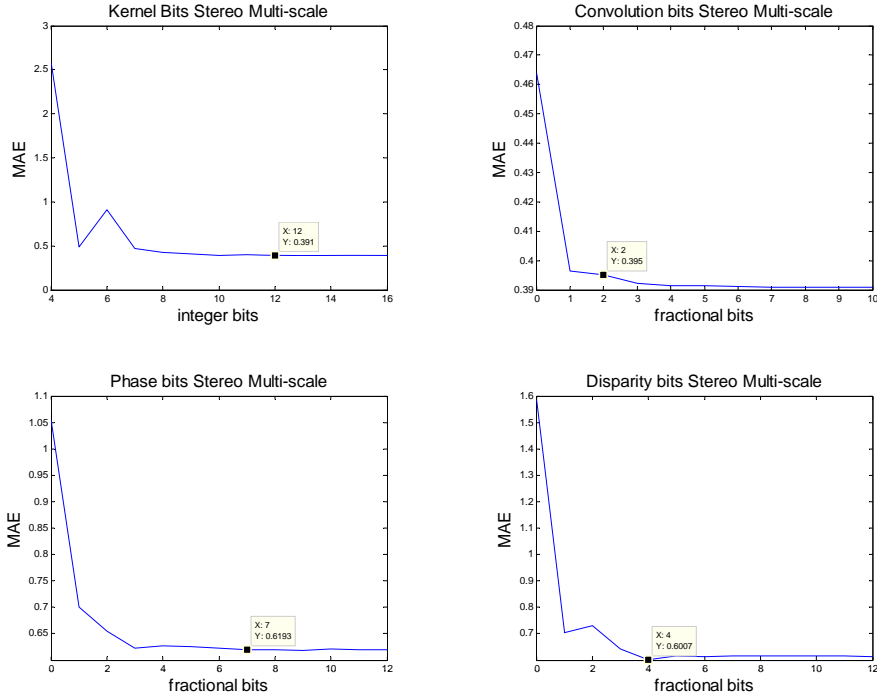 Kernel Bits Stereo Multi-scale
3
2.5
2
1.5
1
0.5
0
MAE
X: 12
Y: 0.391
4 6 8 10 12 14 16
integer bits
Convolution bits Stereo Multi-scale
0.48
0.47
0.46
0.45
0.44
0.43
0.42
0.41
0.4
0.39
MAE
X: 2
Y: 0.395
0 1 2 3 4 5 6 7 8 9 10
fractional bits
Phase bits Stereo Multi-scale
1.1
1.05
1
0.95
0.9
0.85
0.8
0.75
0.7
0.65
MAE
X: 7
Y: 0.6193
0 2 4 6 8 10 12
fractional bits
Disparity bits Stereo Multi-scale
1.6
1.5
1.4
1.3
1.2
1.1
1
0.9
0.8
0.7
MAE
X: 4
Y: 0.6007
0 2 4 6 8 10 12
fractional bits